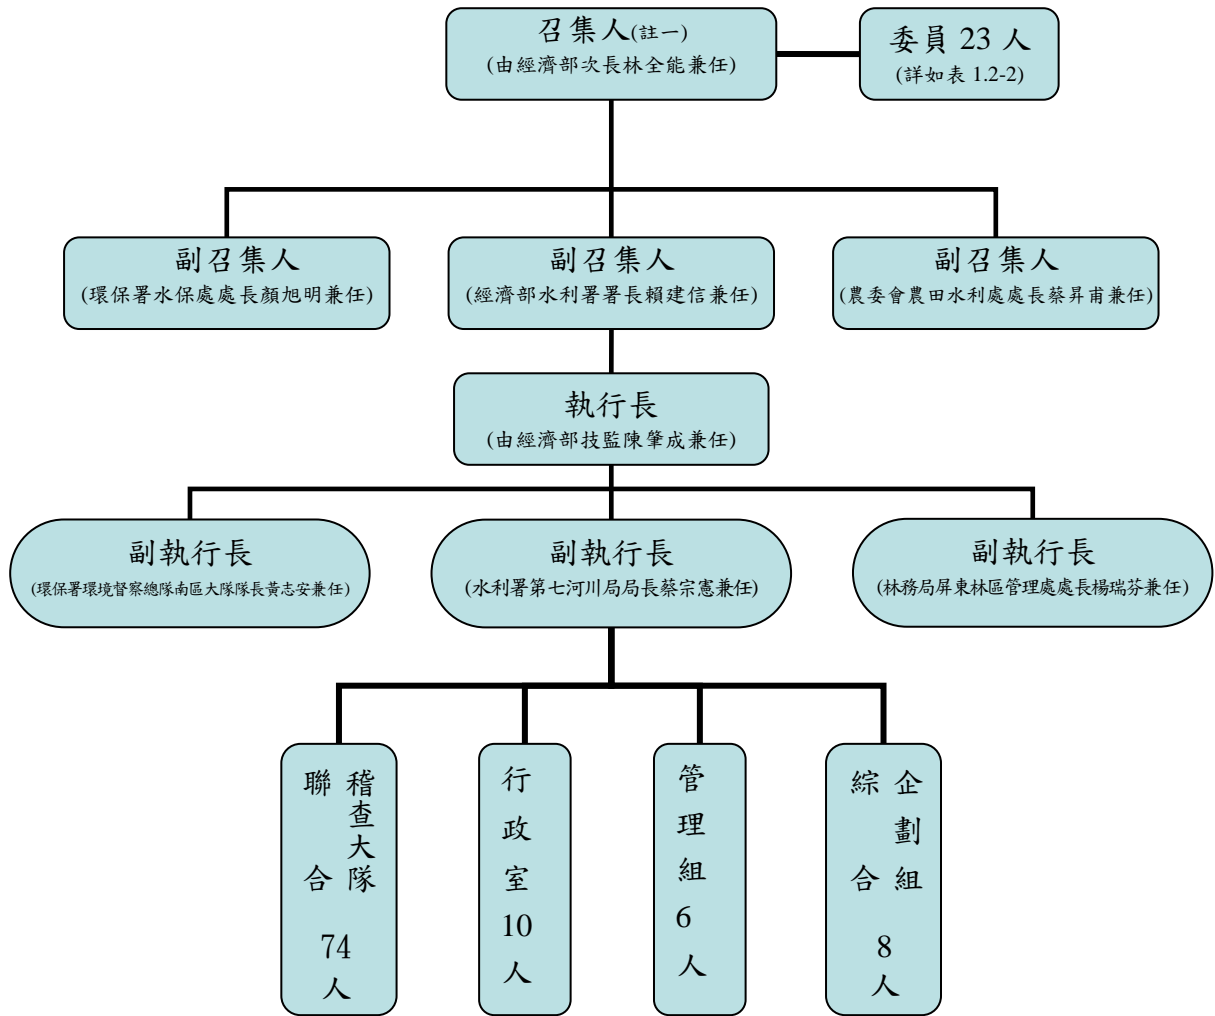 召集人(註一)
(由經濟部次長林全能兼任)
委員 23 人
(詳如表 1.2-2)
副召集人
(環保署水保處處長顏旭明兼任)
副召集人
(經濟部水利署署長賴建信兼任)
副召集人
(農委會農田水利處處長蔡昇甫兼任)
執行長
(由經濟部技監陳肇成兼任)
副執行長
(環保署環境督察總隊南區大隊隊長黃志安兼任)
副執行長
(水利署第七河川局局長蔡宗憲兼任)
副執行長
(林務局屏東林區管理處處長楊瑞芬兼任)
聯合
稽查大隊
74
人
行政室
10
人
管理組
6
人
綜合
企劃組
8
人